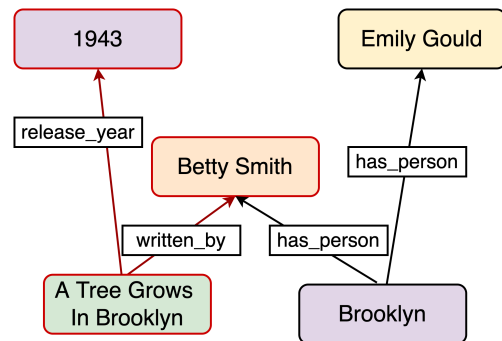 1943
Emily Gould
release_year
Betty Smith
has_person
written_by
has_person
A Tree Grows
In Brooklyn
Brooklyn